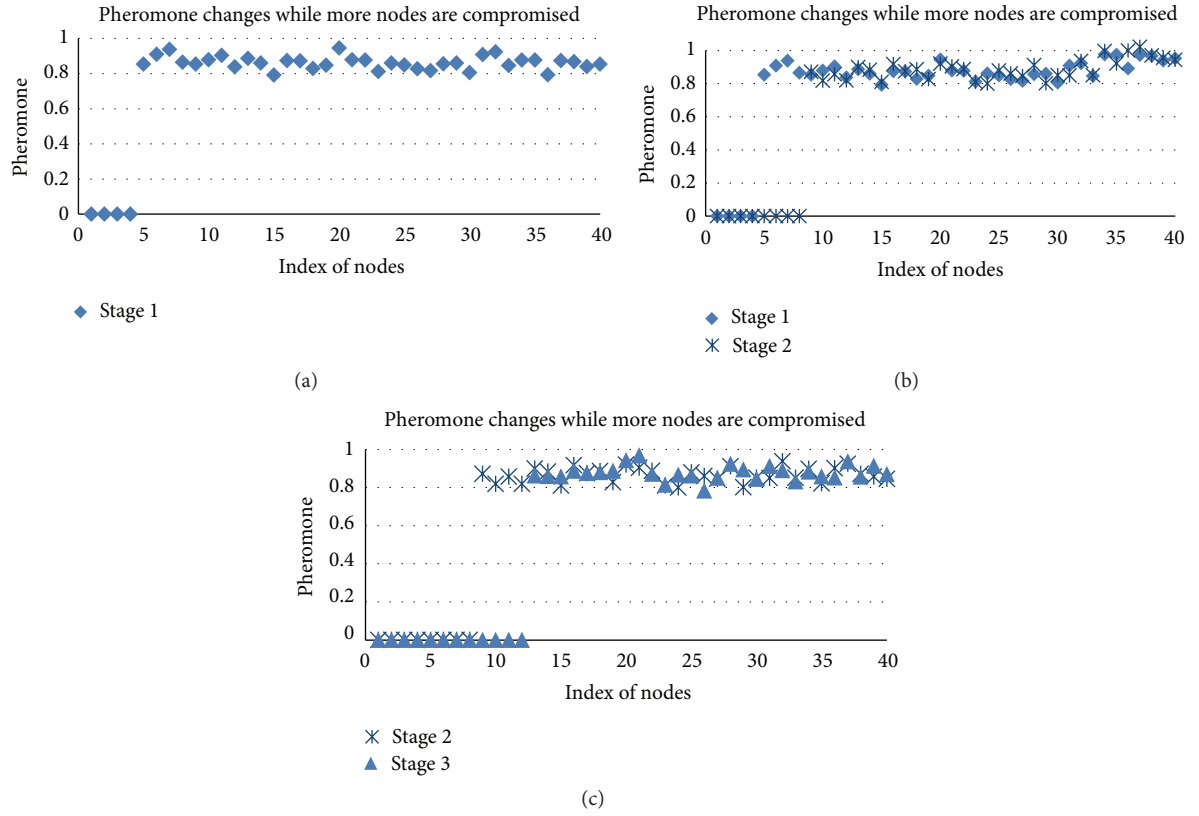 Pheromone changes while more nodes are compromised
1
0.8
0.6
0.4
0.2
0
Pheromone
0 5 10 15 20 25 30 35 40
Index of nodes
Stage 1
(a)
Pheromone changes while more nodes are compromised
1
0.8
0.6
0.4
0.2
0
Pheromone
0 5 10 15 20 25 30 35 40
Index of nodes
Stage 1
Stage 2
(b)
Pheromone changes while more nodes are compromised
1
0.8
0.6
0.4
0.2
0
Pheromone
0 5 10 15 20 25 30 35 40
Index of nodes
Stage 2
Stage 3
(c)